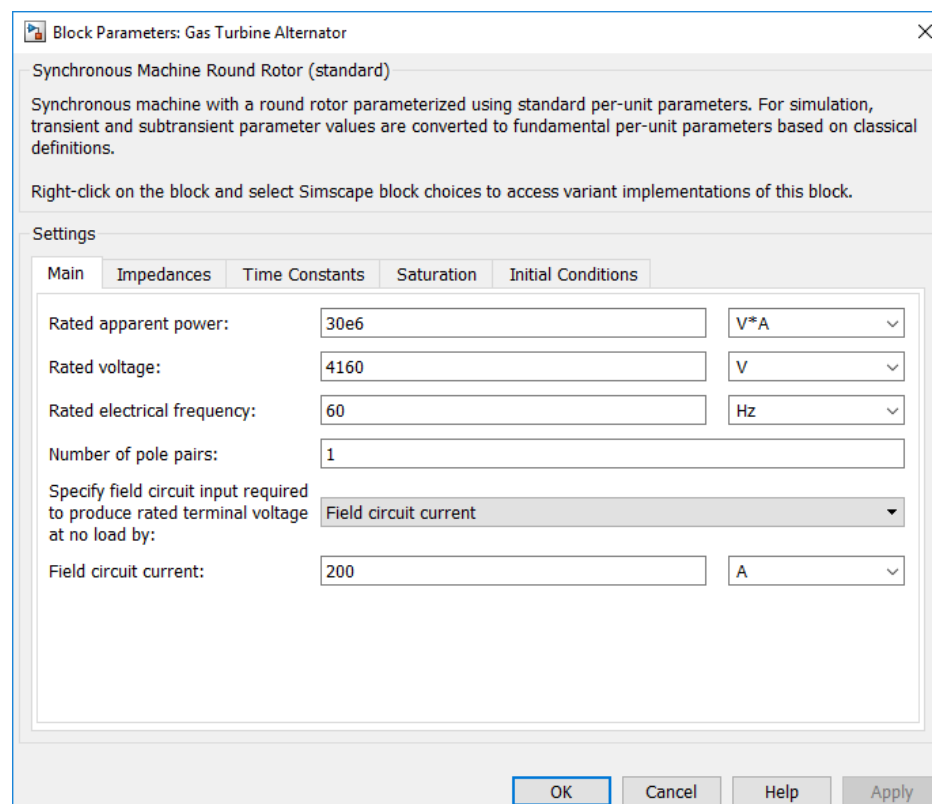 Block Parameters: Gas Turbine Alternator
Synchronous Machine Round Rotor (standard)
Synchronous machine with a round rotor parameterized using standard per-unit parameters. For simulation,
transient and subtransient parameter values are converted to fundamental per-unit parameters based on classical
definitions.
Right-click on the block and select Simscape block choices to access variant implementations of this block.
Settings
Main Impedances Time Constants Saturation Initial Conditions
Rated apparent power: 30e6 V*A
Rated voltage: 4160 V
Rated electrical frequency: 60 Hz
Number of pole pairs: 1
Specify field circuit input required
to produce rated terminal voltage Field circuit current
at no load by:
Field circuit current: 200 A
OK Cancel Help Apply